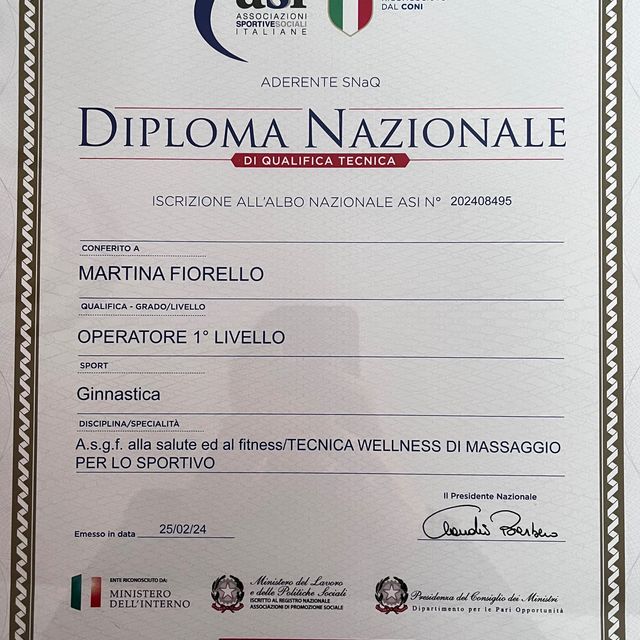 asi
ASSOCIAZIONI
SPORTIVESOCIALI
ITALIANE
DAL CONI
ADERENTE SNaQ
DIPLOMA NAZIONALE
DI QUALIFICA TECNICA
ISCRIZIONE ALL'ALBO NAZIONALE ASI N° 202408495
CONFERITO A
MARTINA FIORELLO
QUALIFICA - GRADO/LIVELLO
OPERATORE 1° LIVELLO
SPORT
Ginnastica
DISCIPLINA/SPECIALITÀ
A.s.g.f. alla salute ed al fitness/TECNICA WELLNESS DI MASSAGGIO
PER LO SPORTIVO
Il Presidente Nazionale
Emesso in data 25/02/24
ENTE RICONOSCIUTO DA:
MINISTERO
DELL'INTERNO
Ministero del Lavoro
e delle Politiche Sociali
ISCRITTO AL REGISTRO NAZIONALE
ASSOCIAZIONI DI PROMOZIONE SOCIALE
Presidenza del Consiglio dei Ministri
Dipartimento per le Pari Opportunità